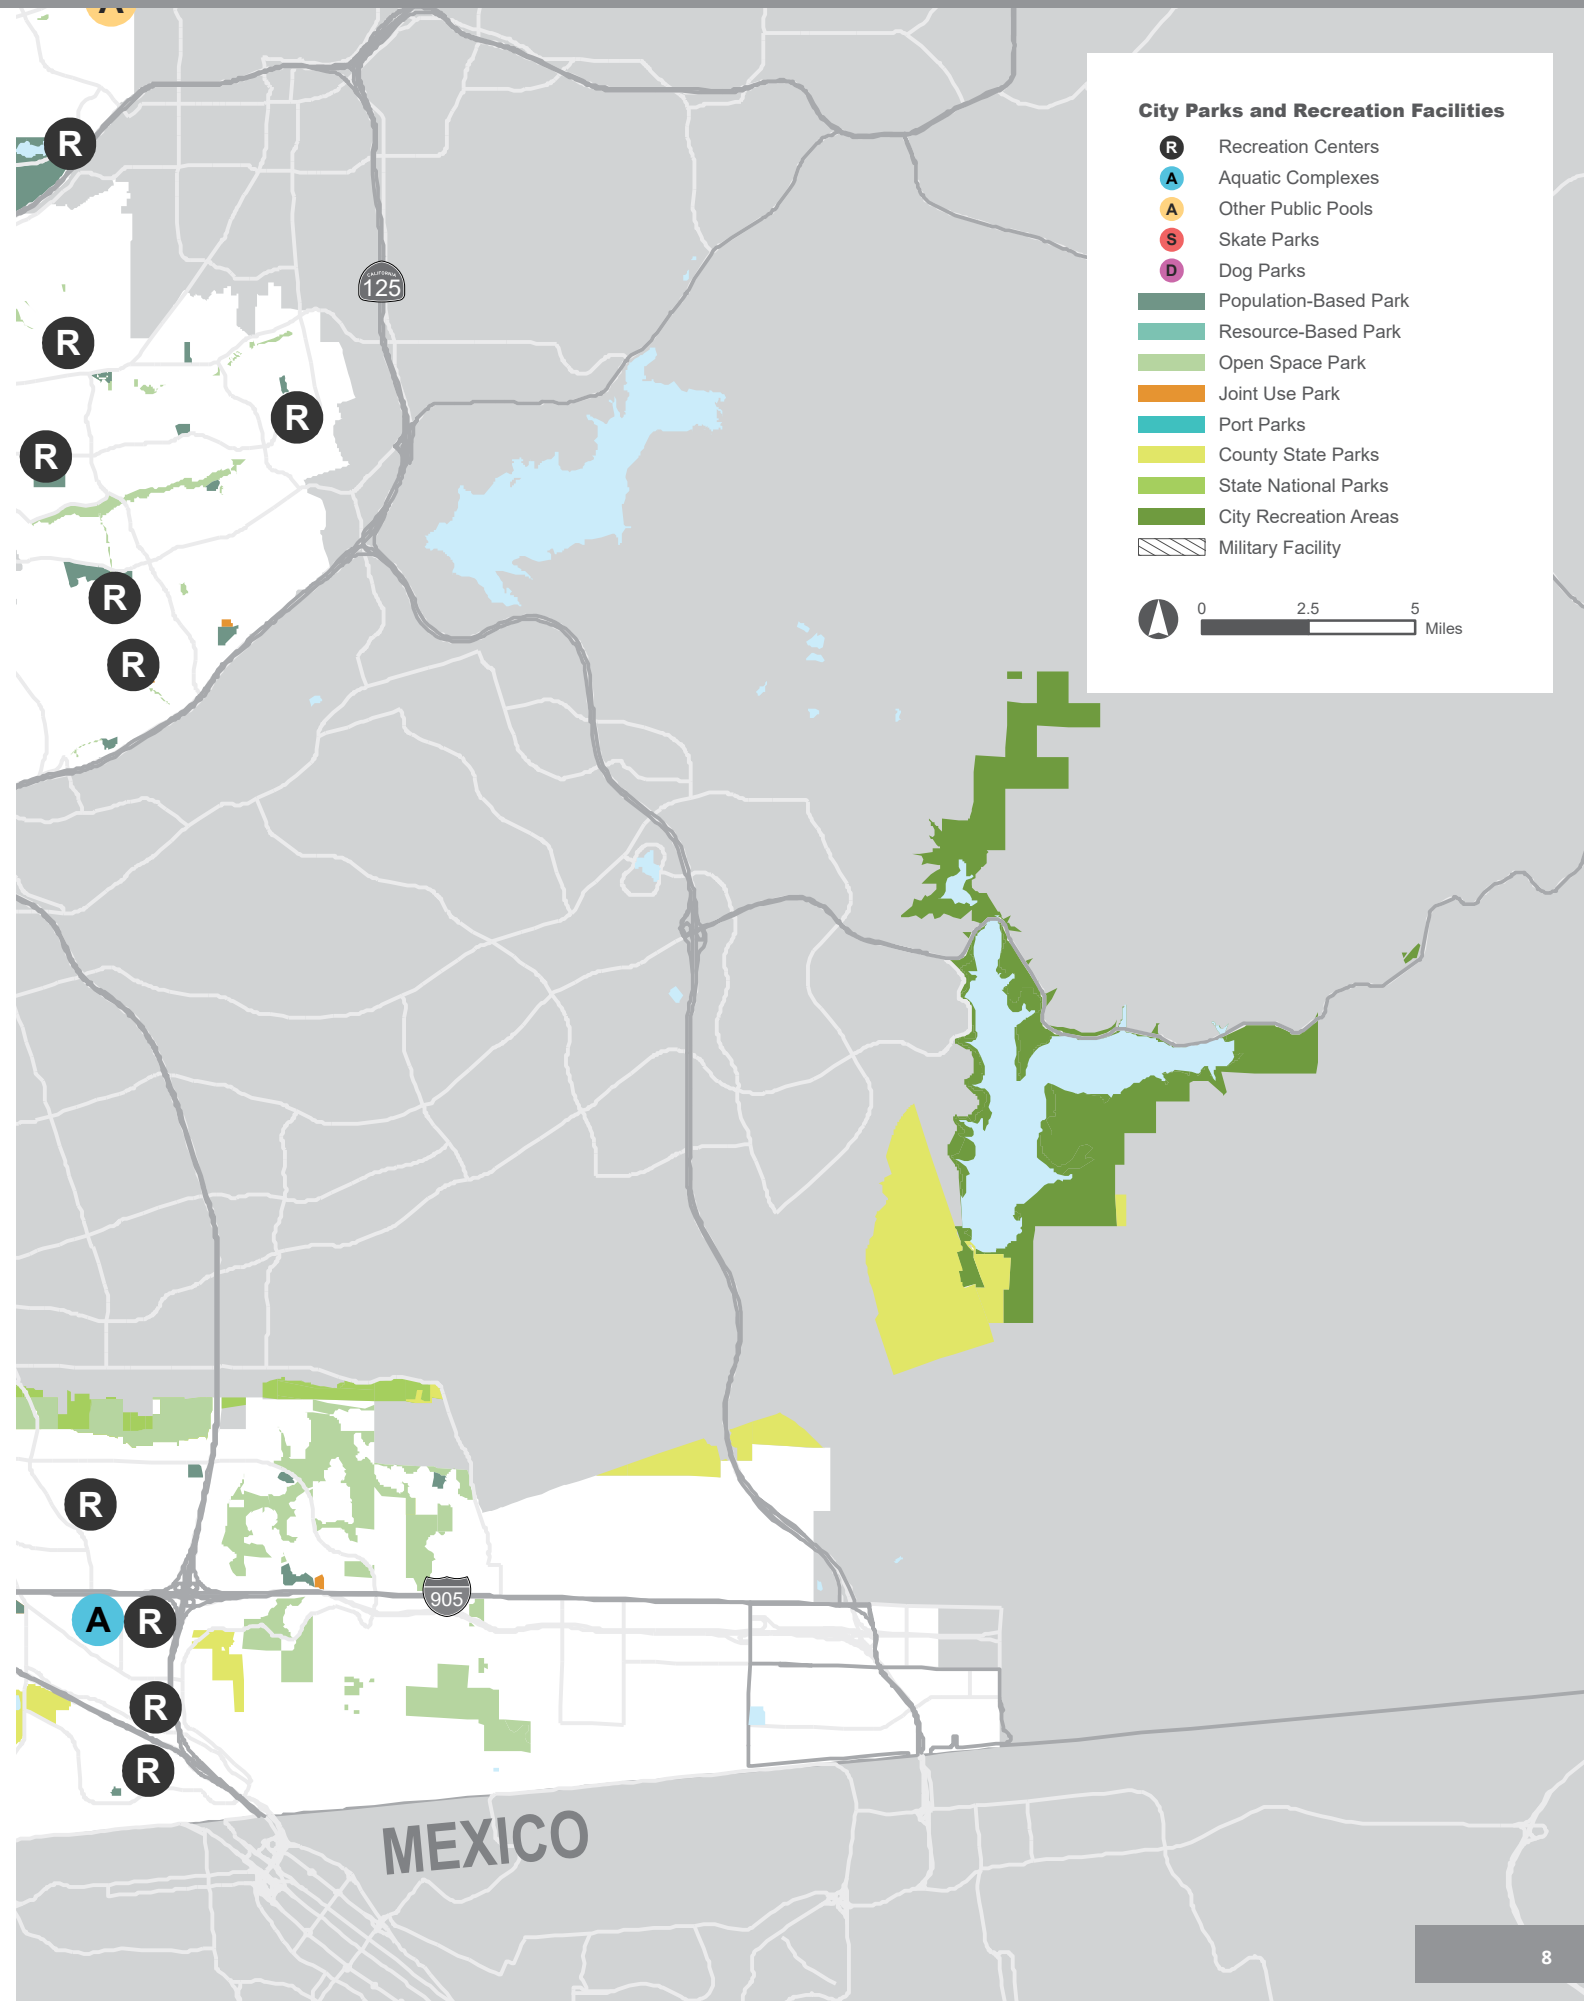 A
City Parks and Recreation Facilities
R Recreation Centers
A Aquatic Complexes
A Other Public Pools
S Skate Parks
D Dog Parks
Population-Based Park
Resource-Based Park
Open Space Park
Joint Use Park
Port Parks
County State Parks
State National Parks
City Recreation Areas
Military Facility
0 2.5 5
Miles
R
CALIFORNIA
125
R
R
R
R
R
R
905
A R
R
R
MEXICO
8